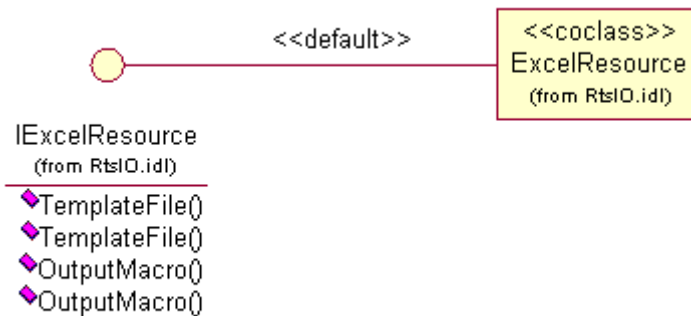 <<default>>
<<coclass>>
ExcelResource
(from RtsIO.idl)
IExcelResource
(from RtsIO.idl)
TemplateFile()
TemplateFile()
OutputMacro()
OutputMacro()